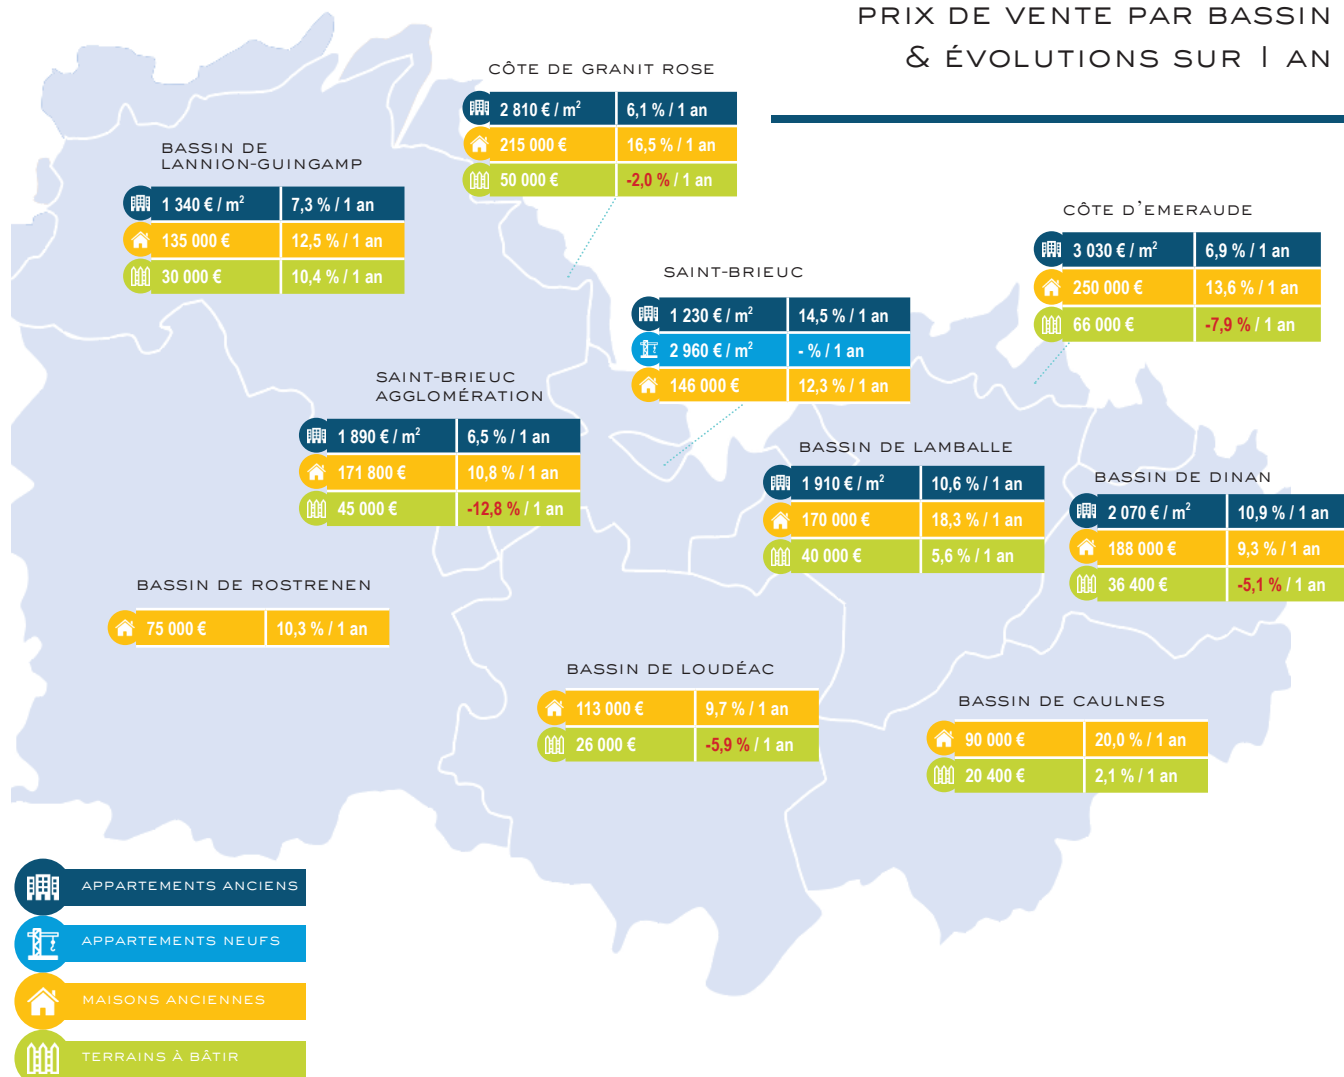 PRIX DE VENTE PAR BASSIN
& ÉVOLUTIONS SUR 1 AN
CÔTE DE GRANIT ROSE
2 810 € / m² 6,1 % / 1 an
215 000 € 16,5 % / 1 an
50 000 € -2,0 % / 1 an
BASSIN DE
LANNION-GUINGAMP
1 340 € / m² 7,3 % / 1 an
135 000 € 12,5 % / 1 an
30 000 € 10,4 % / 1 an
CÔTE D'EMERAUDE
3 030 € / m² 6,9 % / 1 an
250 000 € 13,6 % / 1 an
66 000 € -7,9 % / 1 an
SAINT-BRIEUC
1 230 € / m² 14,5 % / 1 an
2 960 € / m² - % / 1 an
146 000 € 12,3 % / 1 an
SAINT-BRIEUC
AGGLOMÉRATION
1 890 € / m² 6,5 % / 1 an
171 800 € 10,8 % / 1 an
45 000 € -12,8 % / 1 an
BASSIN DE LAMBALLE
1 910 € / m² 10,6 % / 1 an
170 000 € 18,3 % / 1 an
40 000 € 5,6 % / 1 an
BASSIN DE DINAN
2 070 € / m² 10,9 % / 1 an
188 000 € 9,3 % / 1 an
36 400 € -5,1 % / 1 an
BASSIN DE ROSTRENEN
75 000 € 10,3 % / 1 an
BASSIN DE LOUDÉAC
113 000 € 9,7 % / 1 an
26 000 € -5,9 % / 1 an
BASSIN DE CAULNES
90 000 € 20,0 % / 1 an
20 400 € 2,1 % / 1 an
APPARTEMENTS ANCIENS
APPARTEMENTS NEUFS
MAISONS ANCIENNES
TERRAINS À BÂTIR